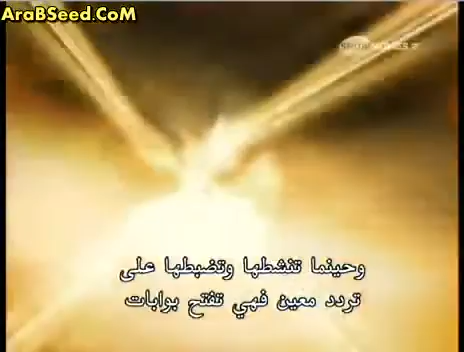 AraBSeed.CoM
وحينما تنشطها وتضبطها على
تردد معين فهي تفتح بوابات